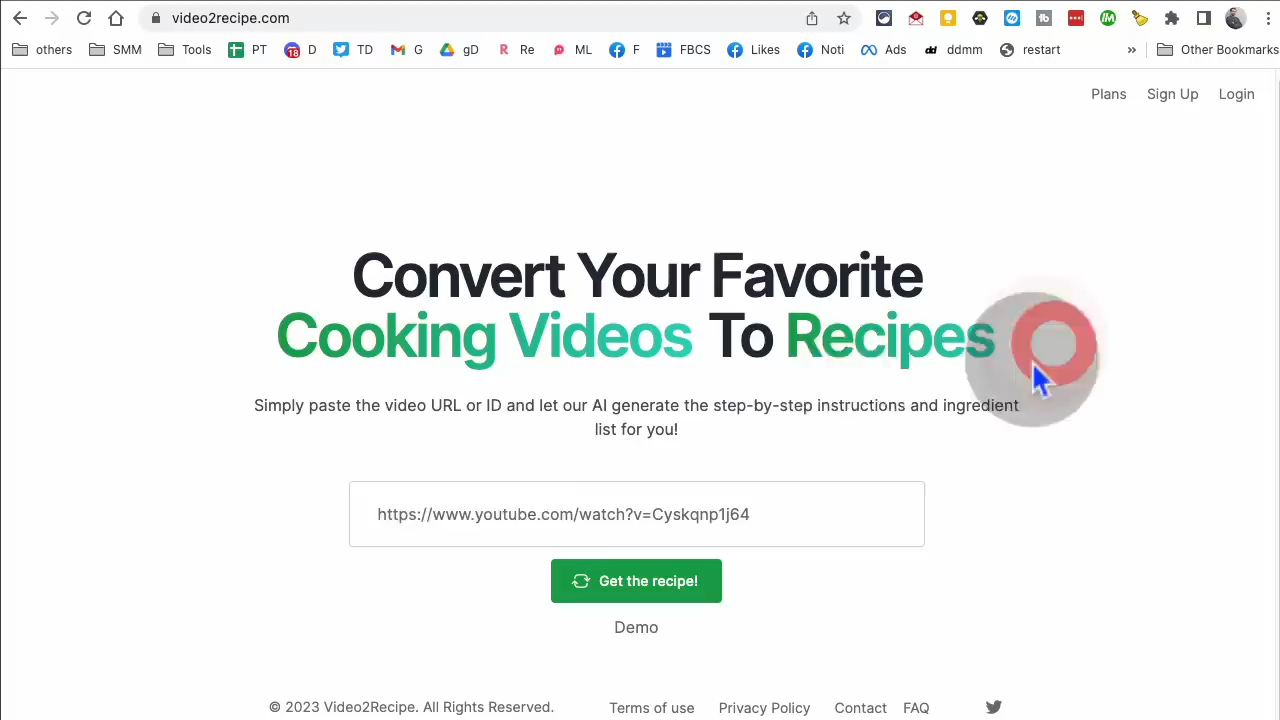 video2recipe.com
others SMM Tools PT 18 D TD G gD R Re ML F FBCS Likes Noti Ads dd ddmm restart » Other Bookmarks
Plans Sign Up Login
Convert Your Favorite
Cooking Videos To Recipes
Simply paste the video URL or ID and let our AI generate the step-by-step instructions and ingredient
list for you!
https://www.youtube.com/watch?v=Cyskqnp1j64
Get the recipe!
Demo
© 2023 Video2Recipe. All Rights Reserved. Terms of use Privacy Policy Contact FAQ